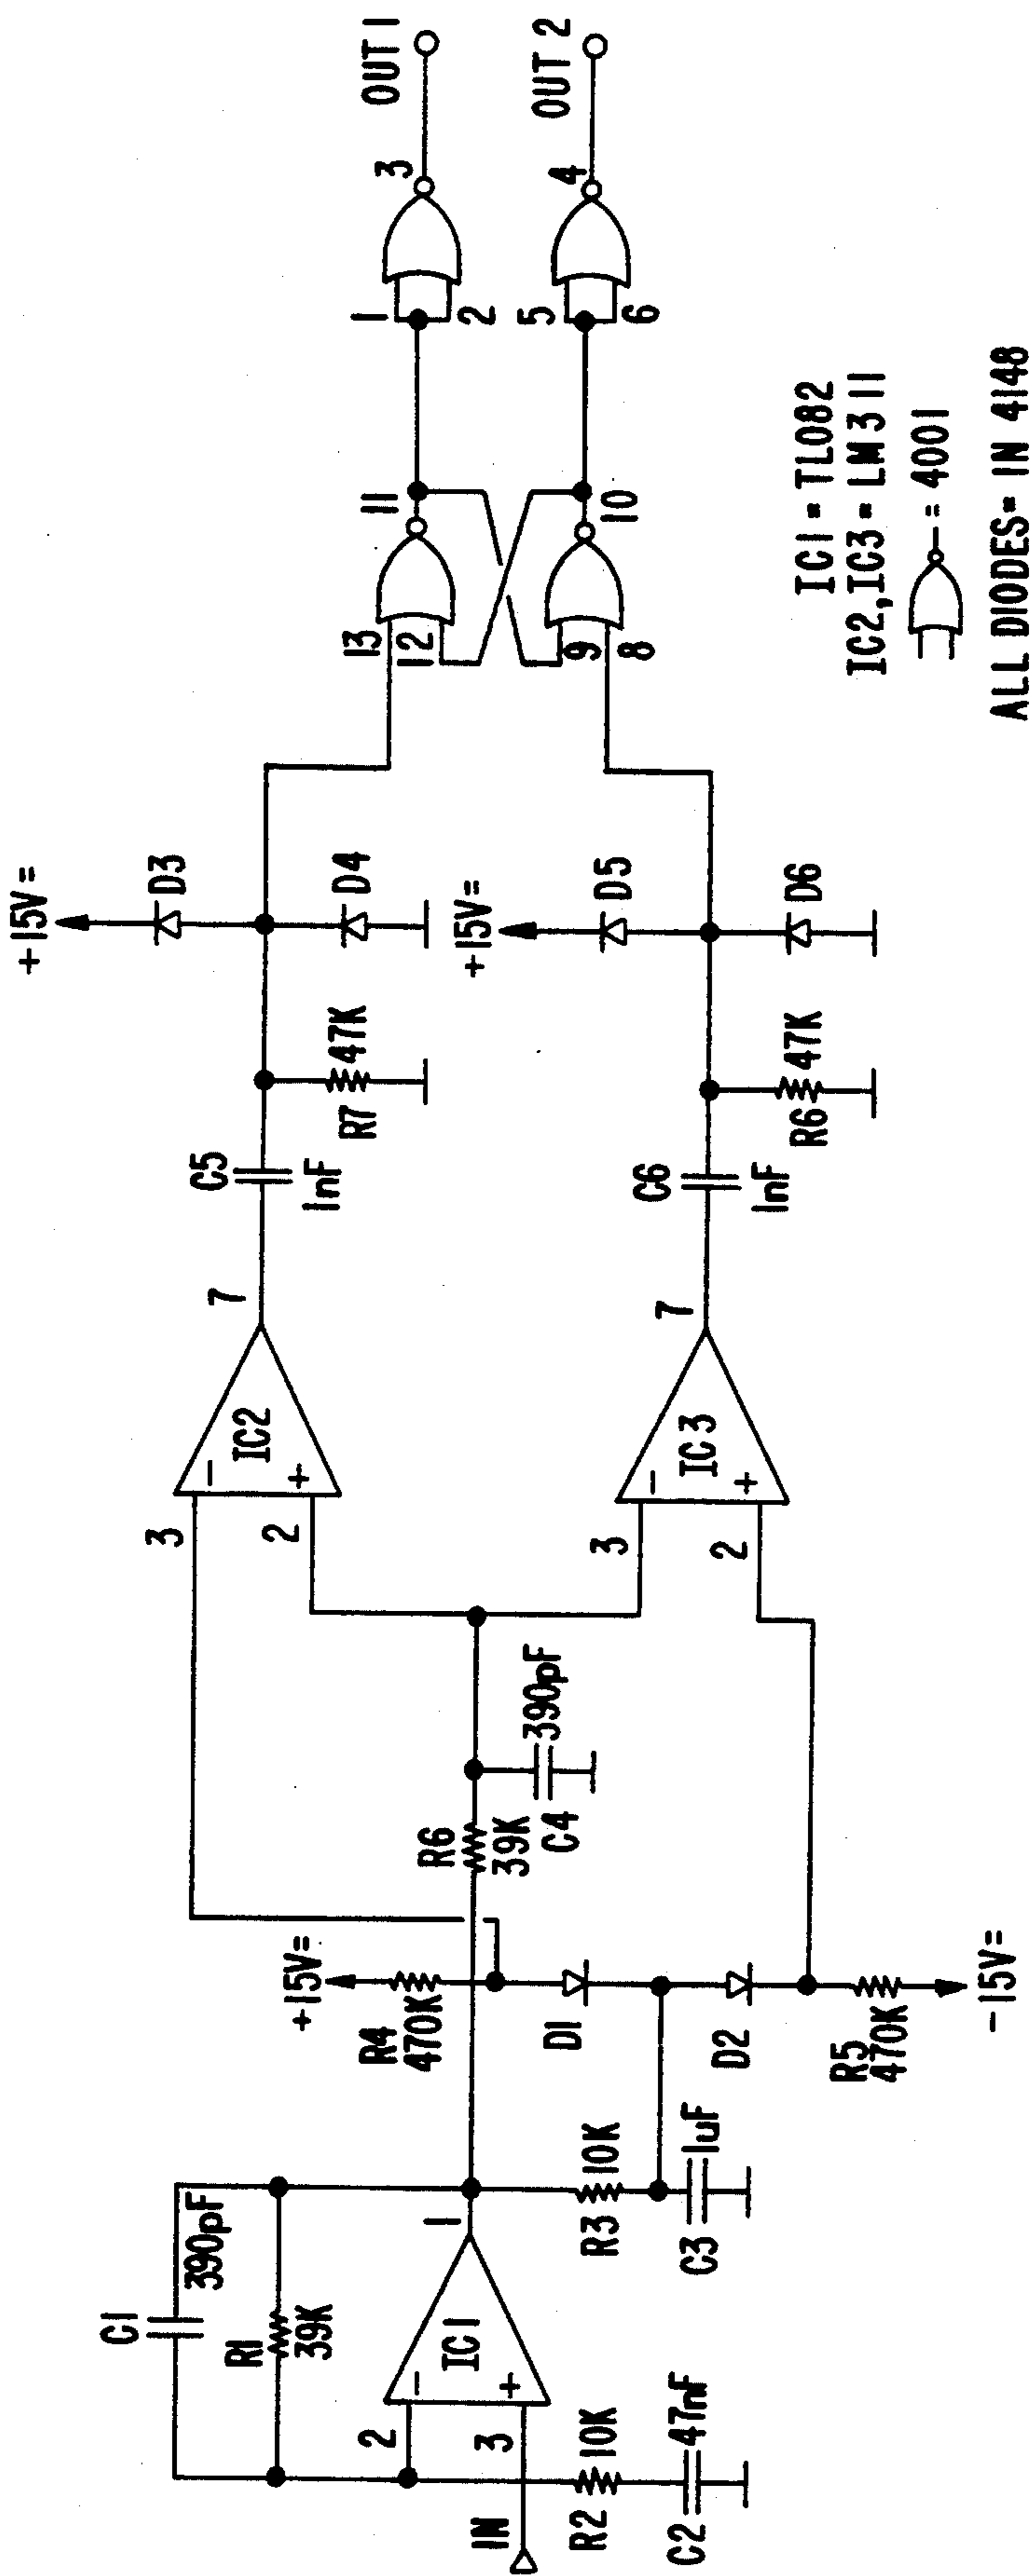 C1
390pF
R1
39K
2
3
IC1
-
+
1
IN
R2
10K
C2
47nF
R3
10K
C3
1uF
+15V=
R4
470K
D1
D2
R5
470K
-15V=
R6
39K
390pF
C4
3
2
-
+
IC2
7
3
2
-
+
IC3
7
C5
1nF
R7
47K
+15V=
D3
D4
C6
1nF
R6
47K
+15V=
D5
D6
13
12
11
9
8
10
1
2
3
OUT 1
5
6
4
OUT 2
IC1 = TL082
IC2,IC3 = LM311
= 4001
ALL DIODES= IN 4148